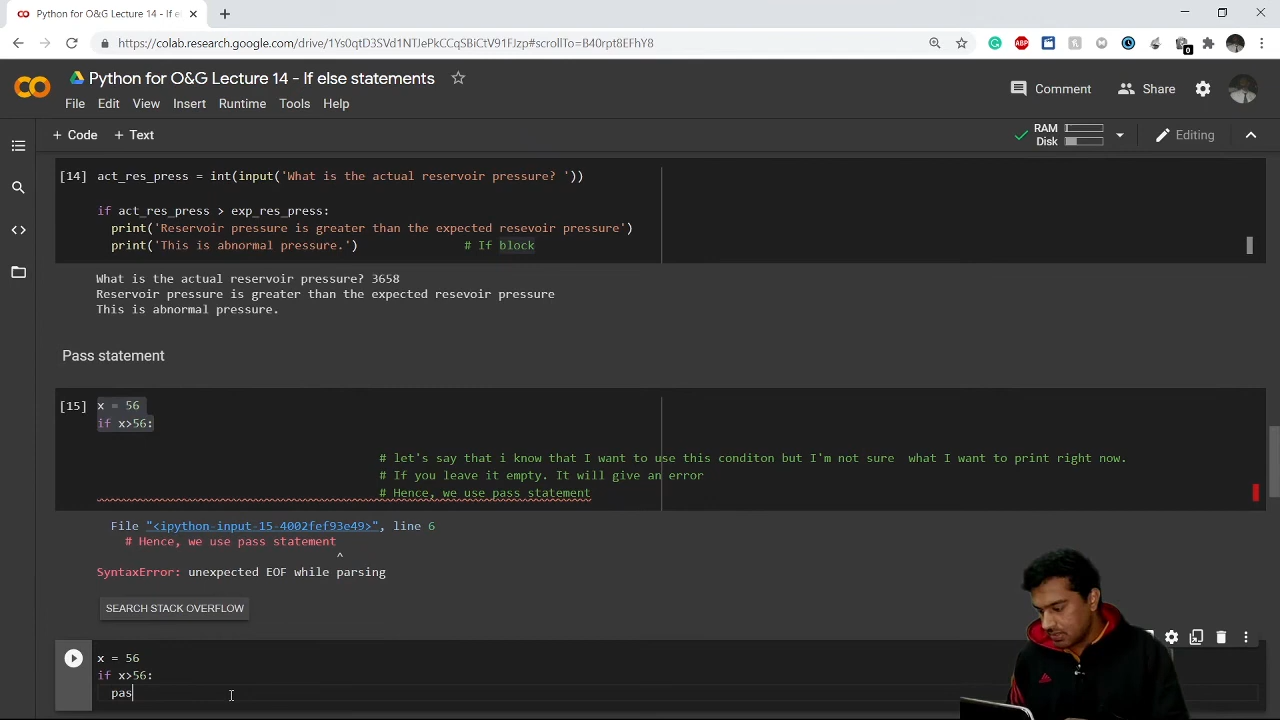 Python for O&G Lecture 14 - If e
https://colab.research.google.com/drive/1Ys0qtD3SVd1NTJePkCCqSBiCtV91FJzp#scrollTo=B40rpt8EFhY8
Python for O&G Lecture 14 - If else statements
Comment
Share
File Edit View Insert Runtime Tools Help
+ Code + Text
RAM
Disk
Editing
[14] act_res_press = int(input('What is the actual reservoir pressure? '))
if act_res_press > exp_res_press:
print('Reservoir pressure is greater than the expected resevoir pressure')
print('This is abnormal pressure.') # If block
What is the actual reservoir pressure? 3658
Reservoir pressure is greater than the expected resevoir pressure
This is abnormal pressure.
Pass statement
[15] x = 56
if x>56:
# let's say that i know that I want to use this conditon but I'm not sure what I want to print right now.
# If you leave it empty. It will give an error
# Hence, we use pass statement
File "<ipython-input-15-4002fef93e49>", line 6
# Hence, we use pass statement
^
SyntaxError: unexpected EOF while parsing
SEARCH STACK OVERFLOW
x = 56
if x>56:
pas